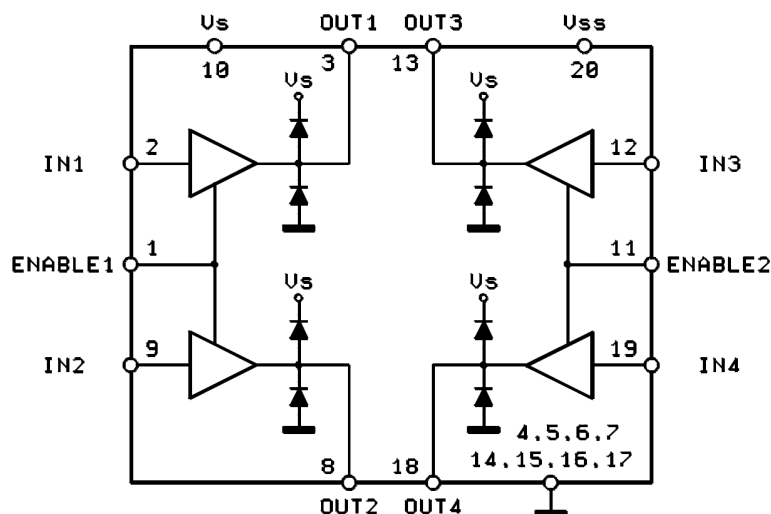 Vs OUT1 OUT3 Vss
10 3 13 20
Vs Vs
IN1 2 12 IN3
ENABLE1 1 11 ENABLE2
Vs Vs
IN2 9 19 IN4
4,5,6,7
8 18 14,15,16,17
OUT2 OUT4